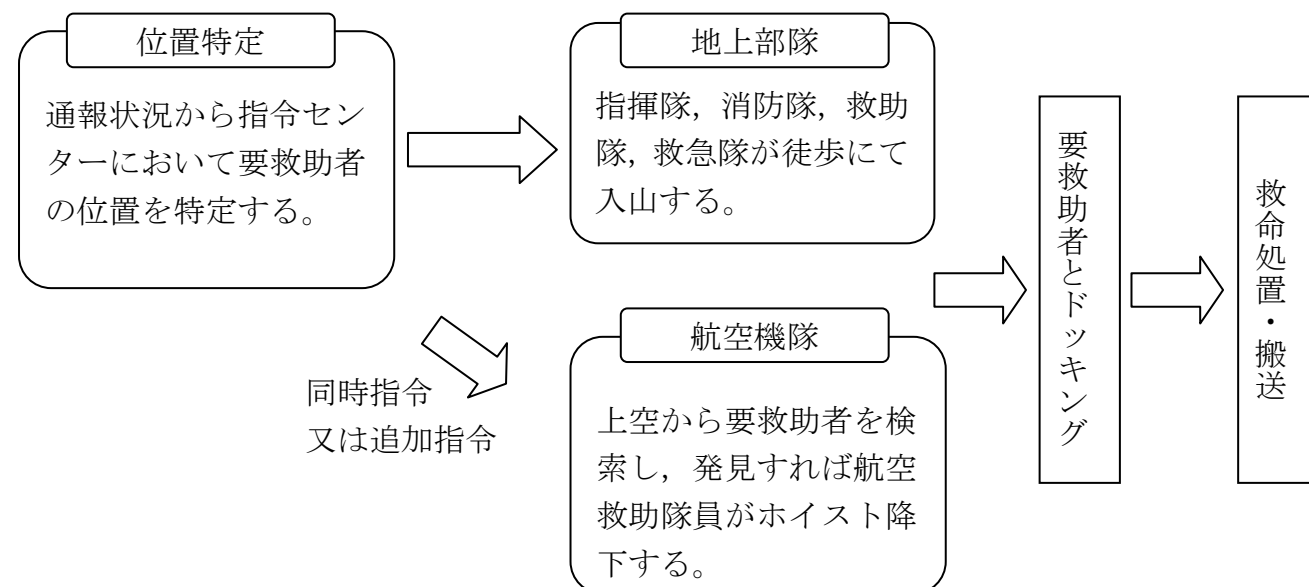 位置特定
通報状況から指令セン
ターにおいて要救助者
の位置を特定する。
地上部隊
指揮隊，消防隊，救助
隊，救急隊が徒歩にて
入山する。
同時指令
又は追加指令
航空機隊
上空から要救助者を検
索し，発見すれば航空
救助隊員がホイスト降
下する。
要救助者とドッキング
救命処置・搬送